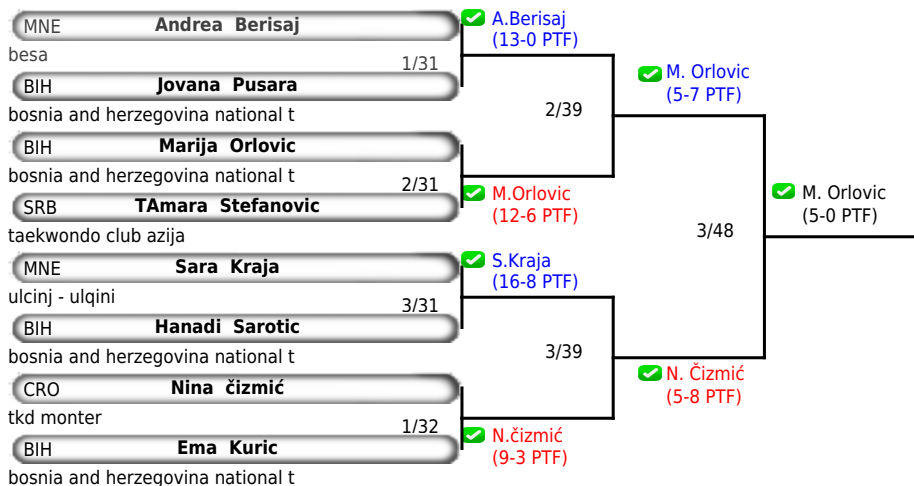 MNE Andrea Berisaj
A.Berisaj
(13-0 PTF)
besa
1/31
BIH Jovana Pusara
M. Orlovic
(5-7 PTF)
bosnia and herzegovina national t
2/39
BIH Marija Orlovic
bosnia and herzegovina national t
2/31
M.Orlovic
(12-6 PTF)
M. Orlovic
(5-0 PTF)
SRB TAmara Stefanovic
taekwondo club azija
3/48
MNE Sara Kraja
S.Kraja
(16-8 PTF)
ulcinj - ulqini
3/31
BIH Hanadi Sarotic
bosnia and herzegovina national t
3/39
CRO Nina čizmić
N. Čizmić
(5-8 PTF)
tkd monter
1/32
N.čizmić
(9-3 PTF)
BIH Ema Kuric
bosnia and herzegovina national t